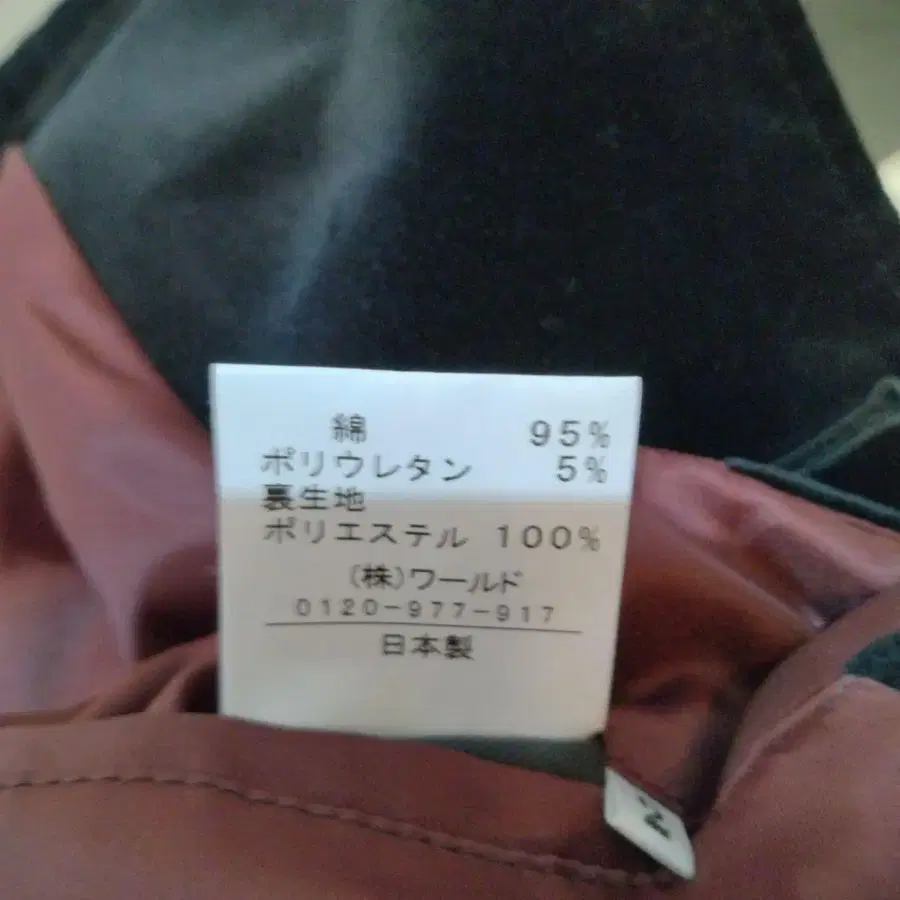 綿 95%
ポリウレタン 5%
裏生地
ポリエステル 100%
(株)ワールド
0120-977-917
日本製
2